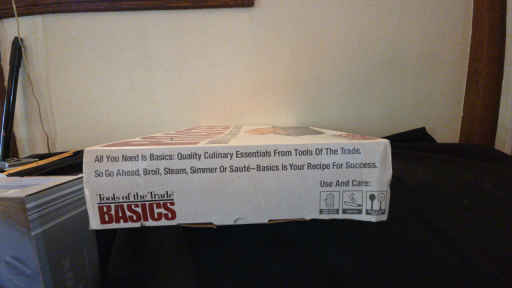 All You Need Is Basics: Quality Culinary Essentials From Tools Of The Trade.
So Go Ahead, Broil, Steam, Simmer Or Sauté–Basics Is Your Recipe For Success.
Use And Care:
Tools of the Trade
BASICS